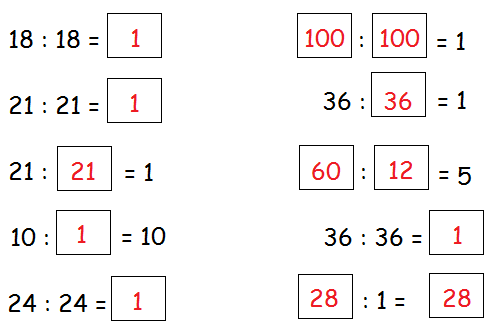 18 : 18 = 1
21 : 21 = 1
21 : 21 = 1
10 : 1 = 10
24 : 24 = 1
100 : 100 = 1
36 : 36 = 1
60 : 12 = 5
36 : 36 = 1
28 : 1 = 28